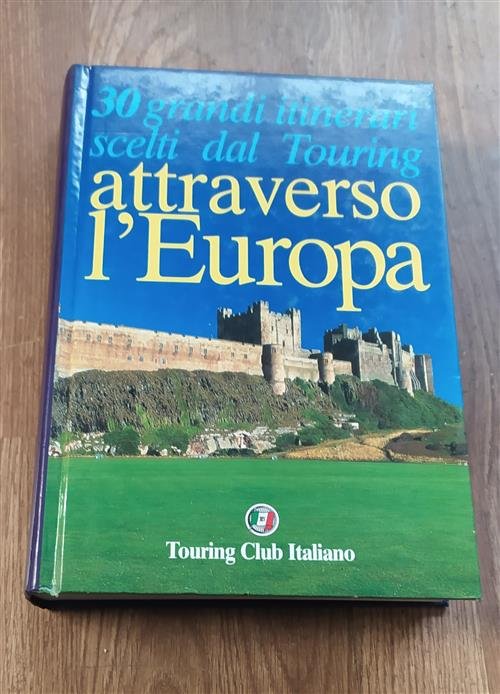 30 grandi itinerari
scelti dal Touring
attraverso
l'Europa
Touring Club Italiano